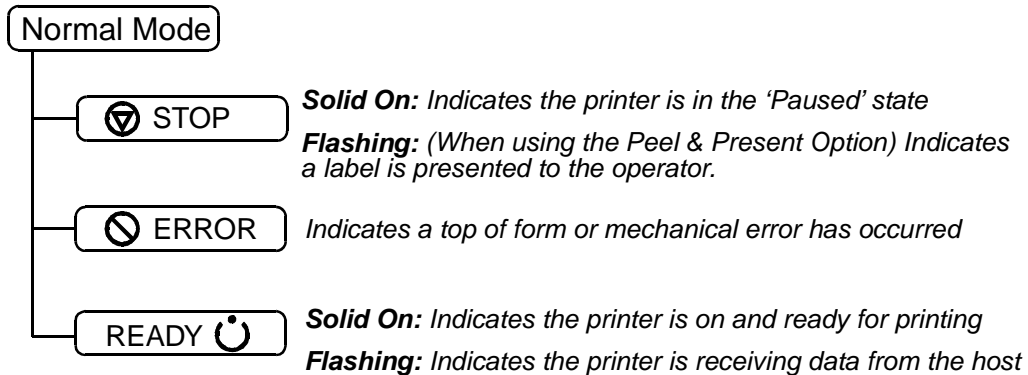 Normal Mode
STOP
Solid On: Indicates the printer is in the ‘Paused’ state
Flashing: (When using the Peel & Present Option) Indicates
a label is presented to the operator.
ERROR
Indicates a top of form or mechanical error has occurred
READY
Solid On: Indicates the printer is on and ready for printing
Flashing: Indicates the printer is receiving data from the host